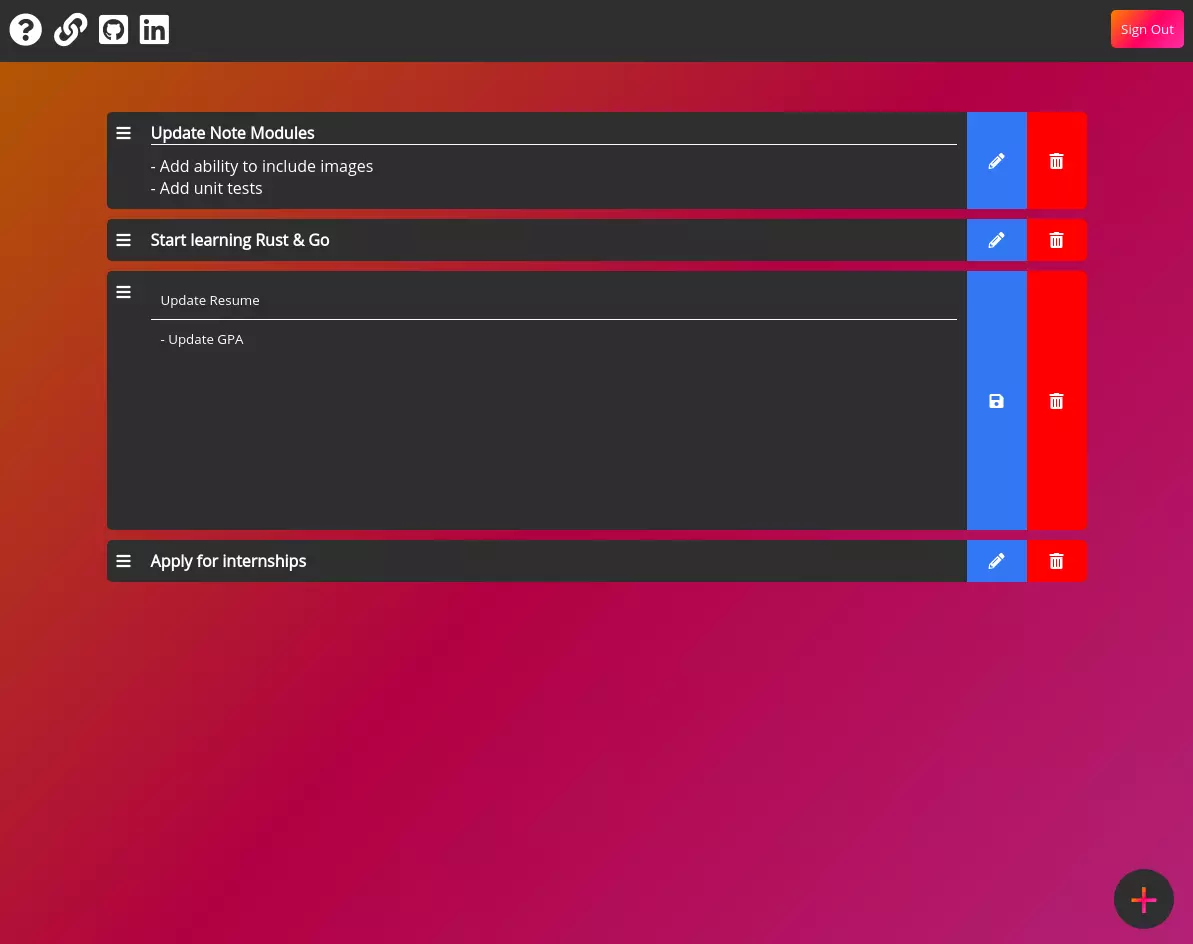 Sign Out
Update Note Modules
- Add ability to include images
- Add unit tests
Start learning Rust & Go
Update Resume
- Update GPA
Apply for internships